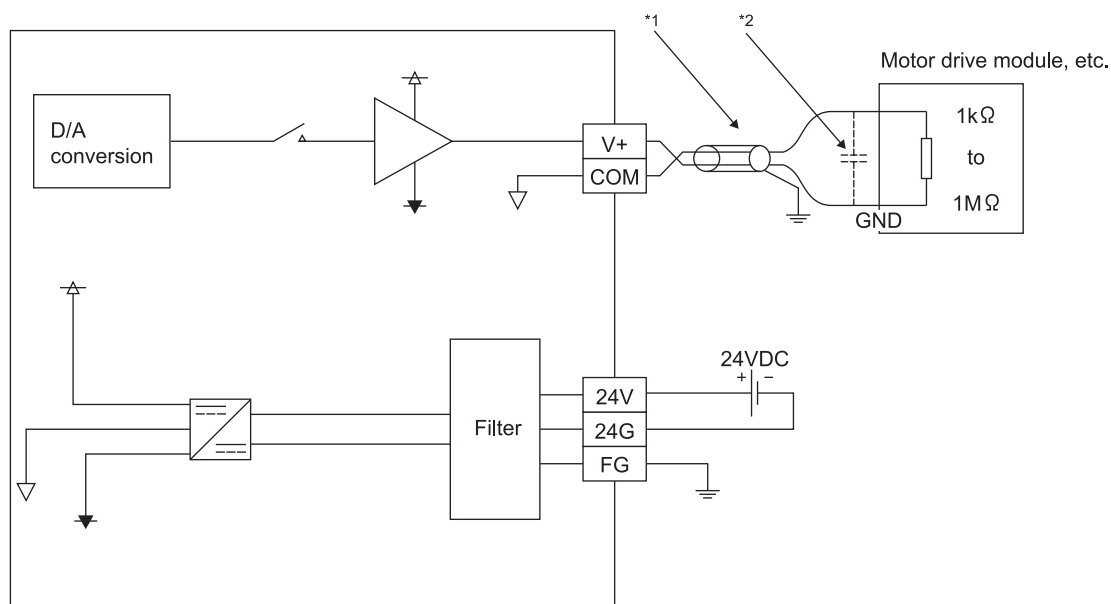 *1
*2
Motor drive module, etc.
D/A
conversion
V+
COM
1kΩ
to
1MΩ
GND
24VDC
+ −
Filter
24V
24G
FG